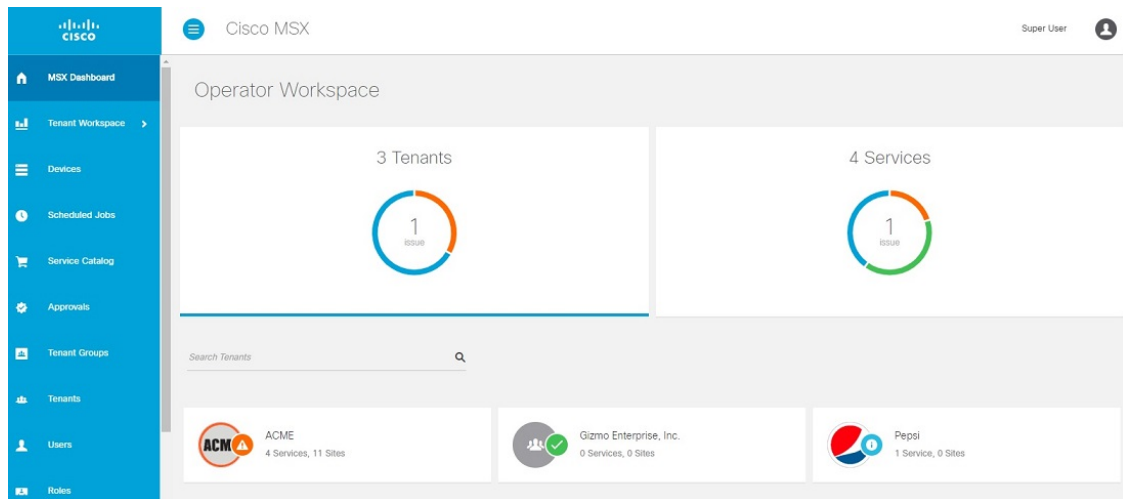 CISCO
Cisco MSX
Super User
MSX Dashboard
Tenant Workspace
Devices
Scheduled Jobs
Service Catalog
Approvals
Tenant Groups
Tenants
Users
Roles
Operator Workspace
3 Tenants
1
issue
4 Services
1
issue
Search Tenants
ACM
ACME
4 Services, 11 Sites
Gizmo Enterprise, Inc.
0 Services, 0 Sites
Pepsi
1 Service, 0 Sites